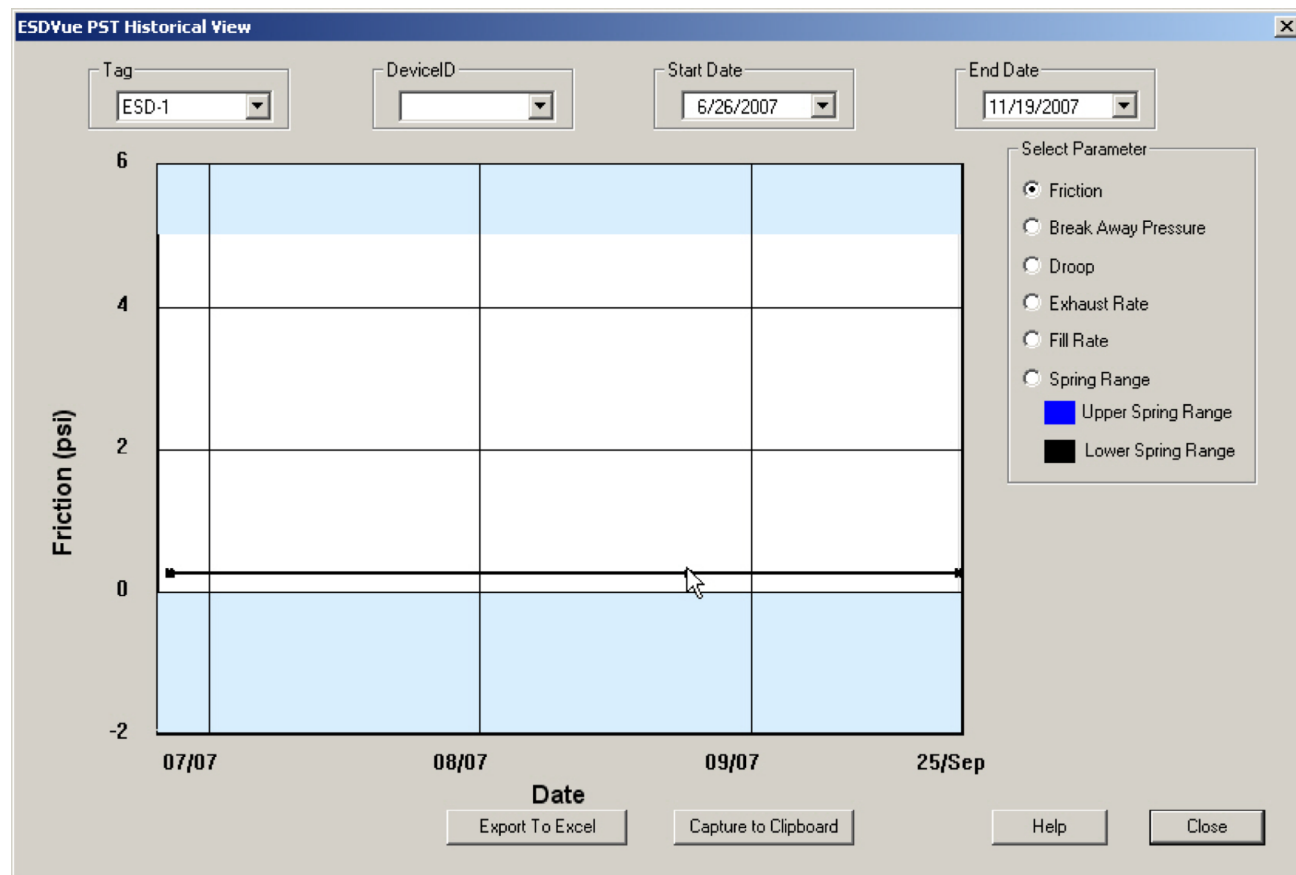 ESDVue PST Historical View
Tag
DeviceID
Start Date
End Date
ESD-1
6/26/2007
11/19/2007
Select Parameter
Friction
Break Away Pressure
Droop
Exhaust Rate
Fill Rate
Spring Range
Upper Spring Range
Lower Spring Range
Friction (psi)
6
4
2
0
-2
07/07
08/07
09/07
25/Sep
Date
Export To Excel
Capture to Clipboard
Help
Close